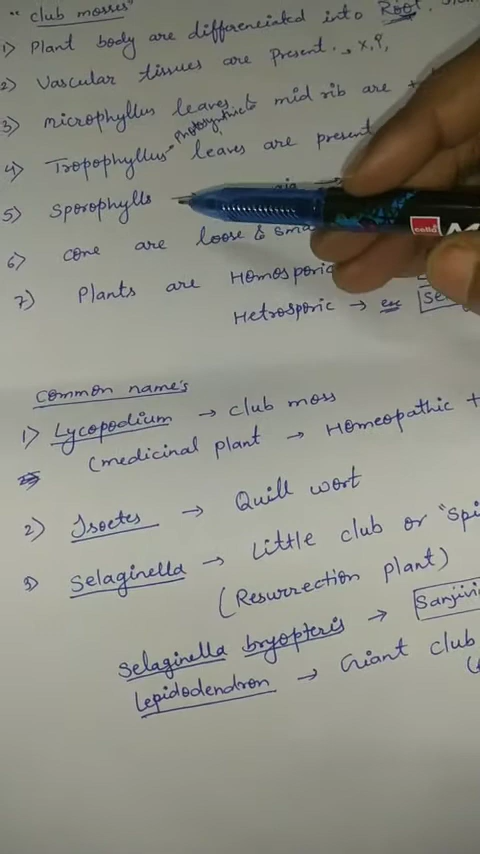 "club mosses"
1) Plant body are differenciated into Root.
2) Vascular tissues are present. → X, P,
3) microphyllus leaves & mid rib are
Photosynthetic
4) Tropophyllus leaves are present
5) Sporophylls
6) cone are loose &
7) Plants are Homosporic
Hetrosporic → ex
Common name's
1) Lycopodium → club moss
(medicinal plant → Homeopathic +
2) Isoetes → Quill wort
3) Selaginella → Little club or "Spi
(Resurrection plant)
Selaginella bryopteris → Sanjivi
Lepidodendron → Giant club
cello